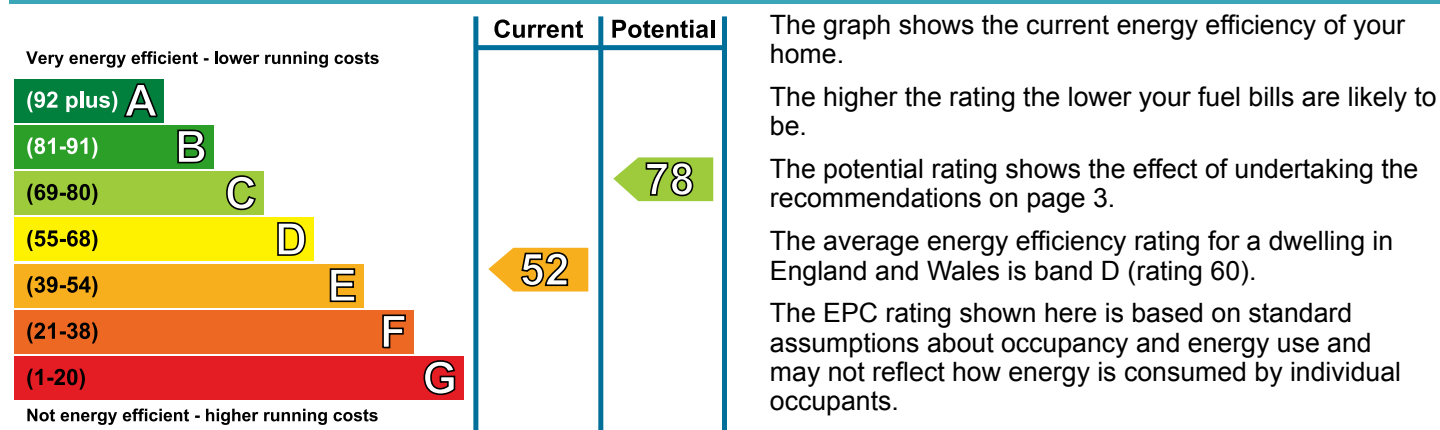 Current
Potential
Very energy efficient - lower running costs
(92 plus) A
(81-91) B
(69-80) C
78
(55-68) D
52
(39-54) E
(21-38) F
(1-20) G
Not energy efficient - higher running costs
The graph shows the current energy efficiency of your
home.
The higher the rating the lower your fuel bills are likely to
be.
The potential rating shows the effect of undertaking the
recommendations on page 3.
The average energy efficiency rating for a dwelling in
England and Wales is band D (rating 60).
The EPC rating shown here is based on standard
assumptions about occupancy and energy use and
may not reflect how energy is consumed by individual
occupants.